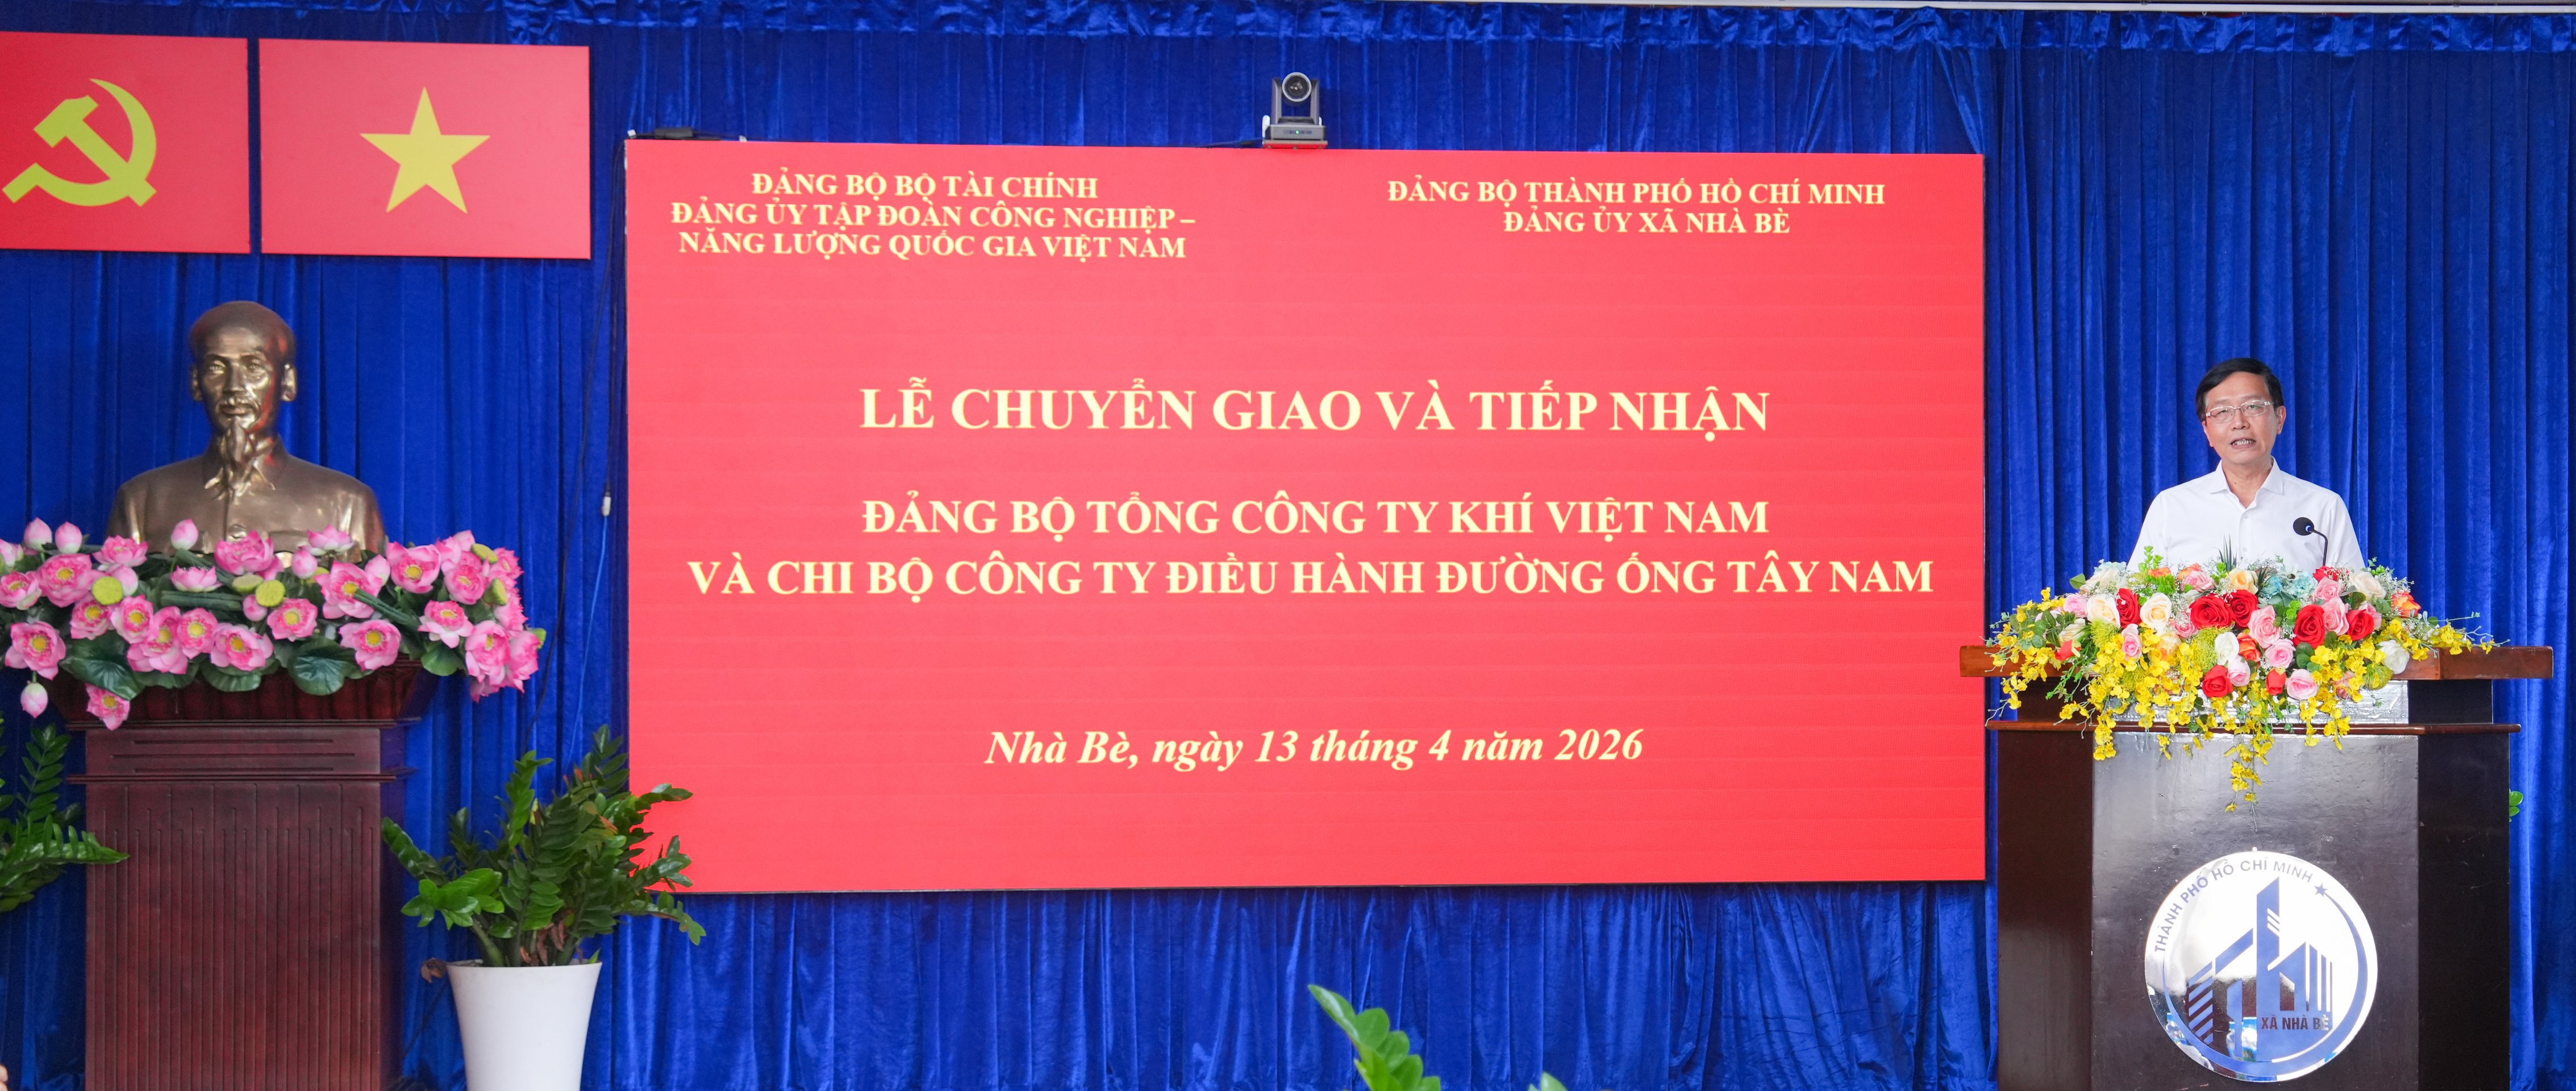 ĐẢNG BỘ BỘ TÀI CHÍNH
ĐẢNG ỦY TẬP ĐOÀN CÔNG NGHIỆP –
NĂNG LƯỢNG QUỐC GIA VIỆT NAM
ĐẢNG BỘ THÀNH PHỐ HỒ CHÍ MINH
ĐẢNG ỦY XÃ NHÀ BÈ
LỄ CHUYỂN GIAO VÀ TIẾP NHẬN
ĐẢNG BỘ TỔNG CÔNG TY KHÍ VIỆT NAM
VÀ CHI BỘ CÔNG TY ĐIỀU HÀNH ĐƯỜNG ỐNG TÂY NAM
Nhà Bè, ngày 13 tháng 4 năm 2026
THÀNH PHỐ HỒ CHÍ MINH
XÃ NHÀ BÈ